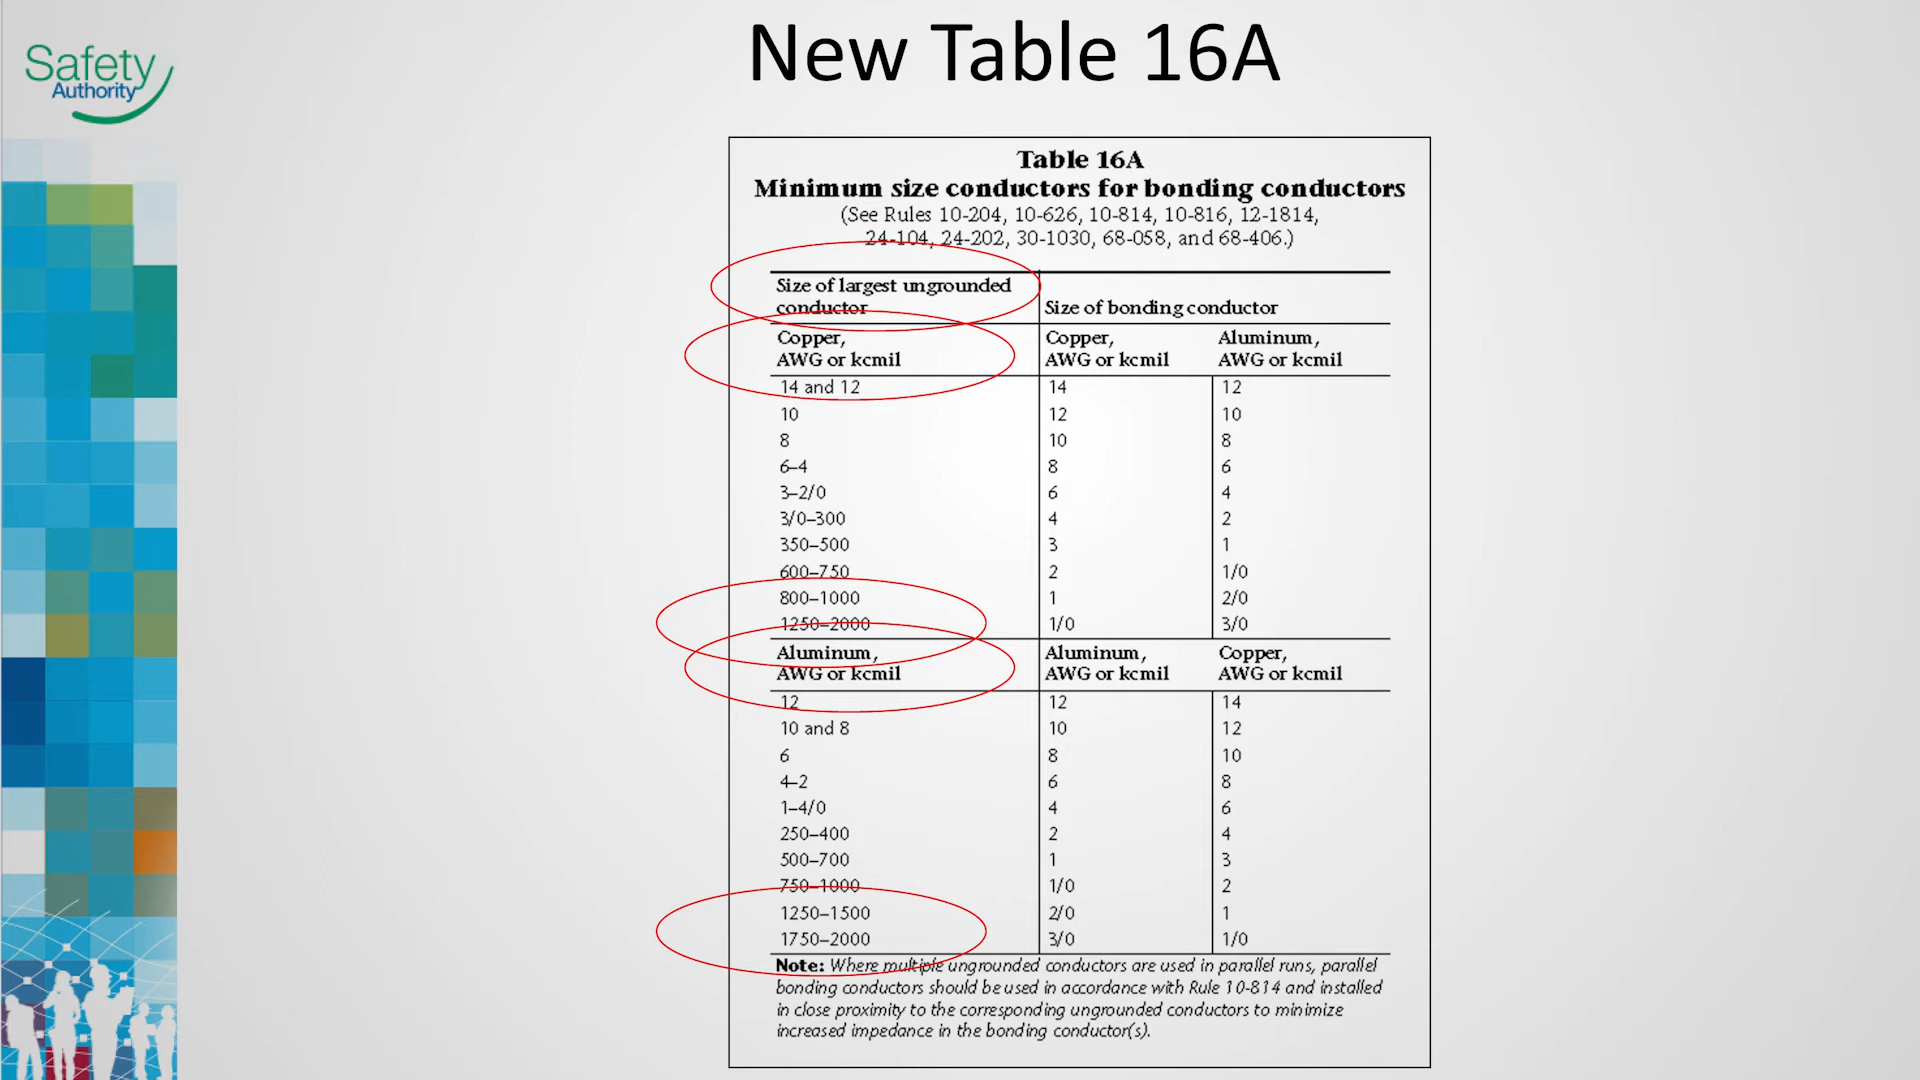 Safety
Authority
New Table 16A
Table 16A
Minimum size conductors for bonding conductors
(See Rules 10-204, 10-626, 10-814, 10-816, 12-1814,
24-104, 24-202, 30-1030, 68-058, and 68-406.)
Size of largest ungrounded
conductor Size of bonding conductor
Copper, Copper, Aluminum,
AWG or kcmil AWG or kcmil AWG or kcmil
14 and 12 14 12
10 12 10
8 10 8
6–4 8 6
3–2/0 6 4
3/0–300 4 2
350–500 3 1
600–750 2 1/0
800–1000 1 2/0
1250–2000 1/0 3/0
Aluminum, Aluminum, Copper,
AWG or kcmil AWG or kcmil AWG or kcmil
12 12 14
10 and 8 10 12
6 8 10
4–2 6 8
1–4/0 4 6
250–400 2 4
500–700 1 3
750–1000 1/0 2
1250–1500 2/0 1
1750–2000 3/0 1/0
Note: Where multiple ungrounded conductors are used in parallel runs, parallel
bonding conductors should be used in accordance with Rule 10-814 and installed
in close proximity to the corresponding ungrounded conductors to minimize
increased impedance in the bonding conductor(s).